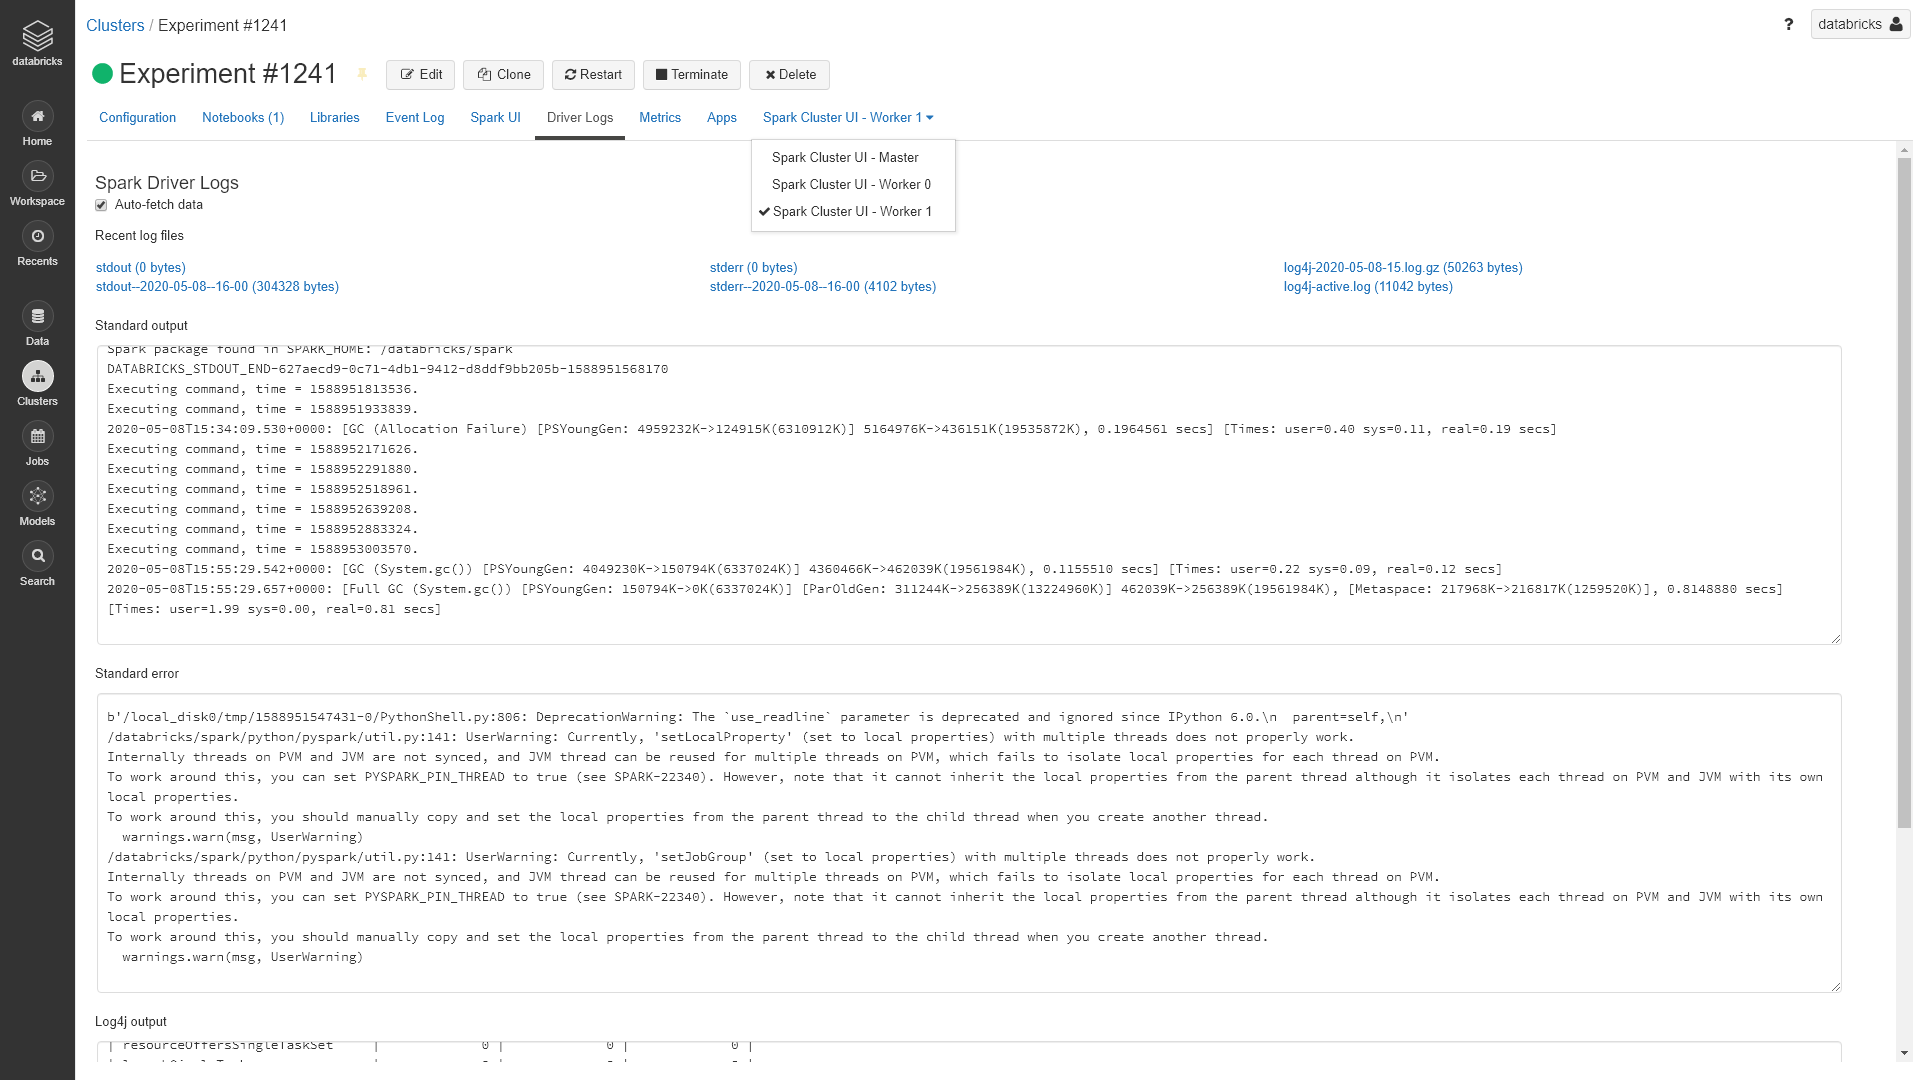 databricks
Home
Workspace
Recents
Data
Clusters
Jobs
Models
Search
Clusters / Experiment #1241
? databricks
Experiment #1241 Edit Clone Restart Terminate Delete
Configuration Notebooks (1) Libraries Event Log Spark UI Driver Logs Metrics Apps Spark Cluster UI - Worker 1
Spark Cluster UI - Master
Spark Cluster UI - Worker 0
Spark Cluster UI - Worker 1
Spark Driver Logs
Auto-fetch data
Recent log files
stdout (0 bytes) stderr (0 bytes) log4j-2020-05-08-15.log.gz (50263 bytes)
stdout--2020-05-08--16-00 (304328 bytes) stderr--2020-05-08--16-00 (4102 bytes) log4j-active.log (11042 bytes)
Standard output
Spark package found in SPARK_HOME: /databricks/spark
DATABRICKS_STDOUT_END-627aecd9-0c71-4db1-9412-d8ddf9bb205b-1588951568170
Executing command, time = 1588951813536.
Executing command, time = 1588951933839.
2020-05-08T15:34:09.530+0000: [GC (Allocation Failure) [PSYoungGen: 4959232K->124915K(6310912K)] 5164976K->436151K(19535872K), 0.1964561 secs] [Times: user=0.40 sys=0.11, real=0.19 secs]
Executing command, time = 1588952171626.
Executing command, time = 1588952291880.
Executing command, time = 1588952518961.
Executing command, time = 1588952639208.
Executing command, time = 1588952883324.
Executing command, time = 1588953003570.
2020-05-08T15:55:29.542+0000: [GC (System.gc()) [PSYoungGen: 4049230K->150794K(6337024K)] 4360466K->462039K(19561984K), 0.1155510 secs] [Times: user=0.22 sys=0.09, real=0.12 secs]
2020-05-08T15:55:29.657+0000: [Full GC (System.gc()) [PSYoungGen: 150794K->0K(6337024K)] [ParOldGen: 311244K->256389K(13224960K)] 462039K->256389K(19561984K), [Metaspace: 217968K->216817K(1259520K)], 0.8148880 secs]
[Times: user=1.99 sys=0.00, real=0.81 secs]
Standard error
b'/local_disk0/tmp/1588951547431-0/PythonShell.py:806: DeprecationWarning: The `use_readline` parameter is deprecated and ignored since IPython 6.0.\n  parent=self,\n'
/databricks/spark/python/pyspark/util.py:141: UserWarning: Currently, 'setLocalProperty' (set to local properties) with multiple threads does not properly work.
Internally threads on PVM and JVM are not synced, and JVM thread can be reused for multiple threads on PVM, which fails to isolate local properties for each thread on PVM.
To work around this, you can set PYSPARK_PIN_THREAD to true (see SPARK-22340). However, note that it cannot inherit the local properties from the parent thread although it isolates each thread on PVM and JVM with its own
local properties.
To work around this, you should manually copy and set the local properties from the parent thread to the child thread when you create another thread.
warnings.warn(msg, UserWarning)
/databricks/spark/python/pyspark/util.py:141: UserWarning: Currently, 'setJobGroup' (set to local properties) with multiple threads does not properly work.
Internally threads on PVM and JVM are not synced, and JVM thread can be reused for multiple threads on PVM, which fails to isolate local properties for each thread on PVM.
To work around this, you can set PYSPARK_PIN_THREAD to true (see SPARK-22340). However, note that it cannot inherit the local properties from the parent thread although it isolates each thread on PVM and JVM with its own
local properties.
To work around this, you should manually copy and set the local properties from the parent thread to the child thread when you create another thread.
warnings.warn(msg, UserWarning)
Log4j output
| resourceOffersSingleTaskSet | 0 | 0 | 0 |